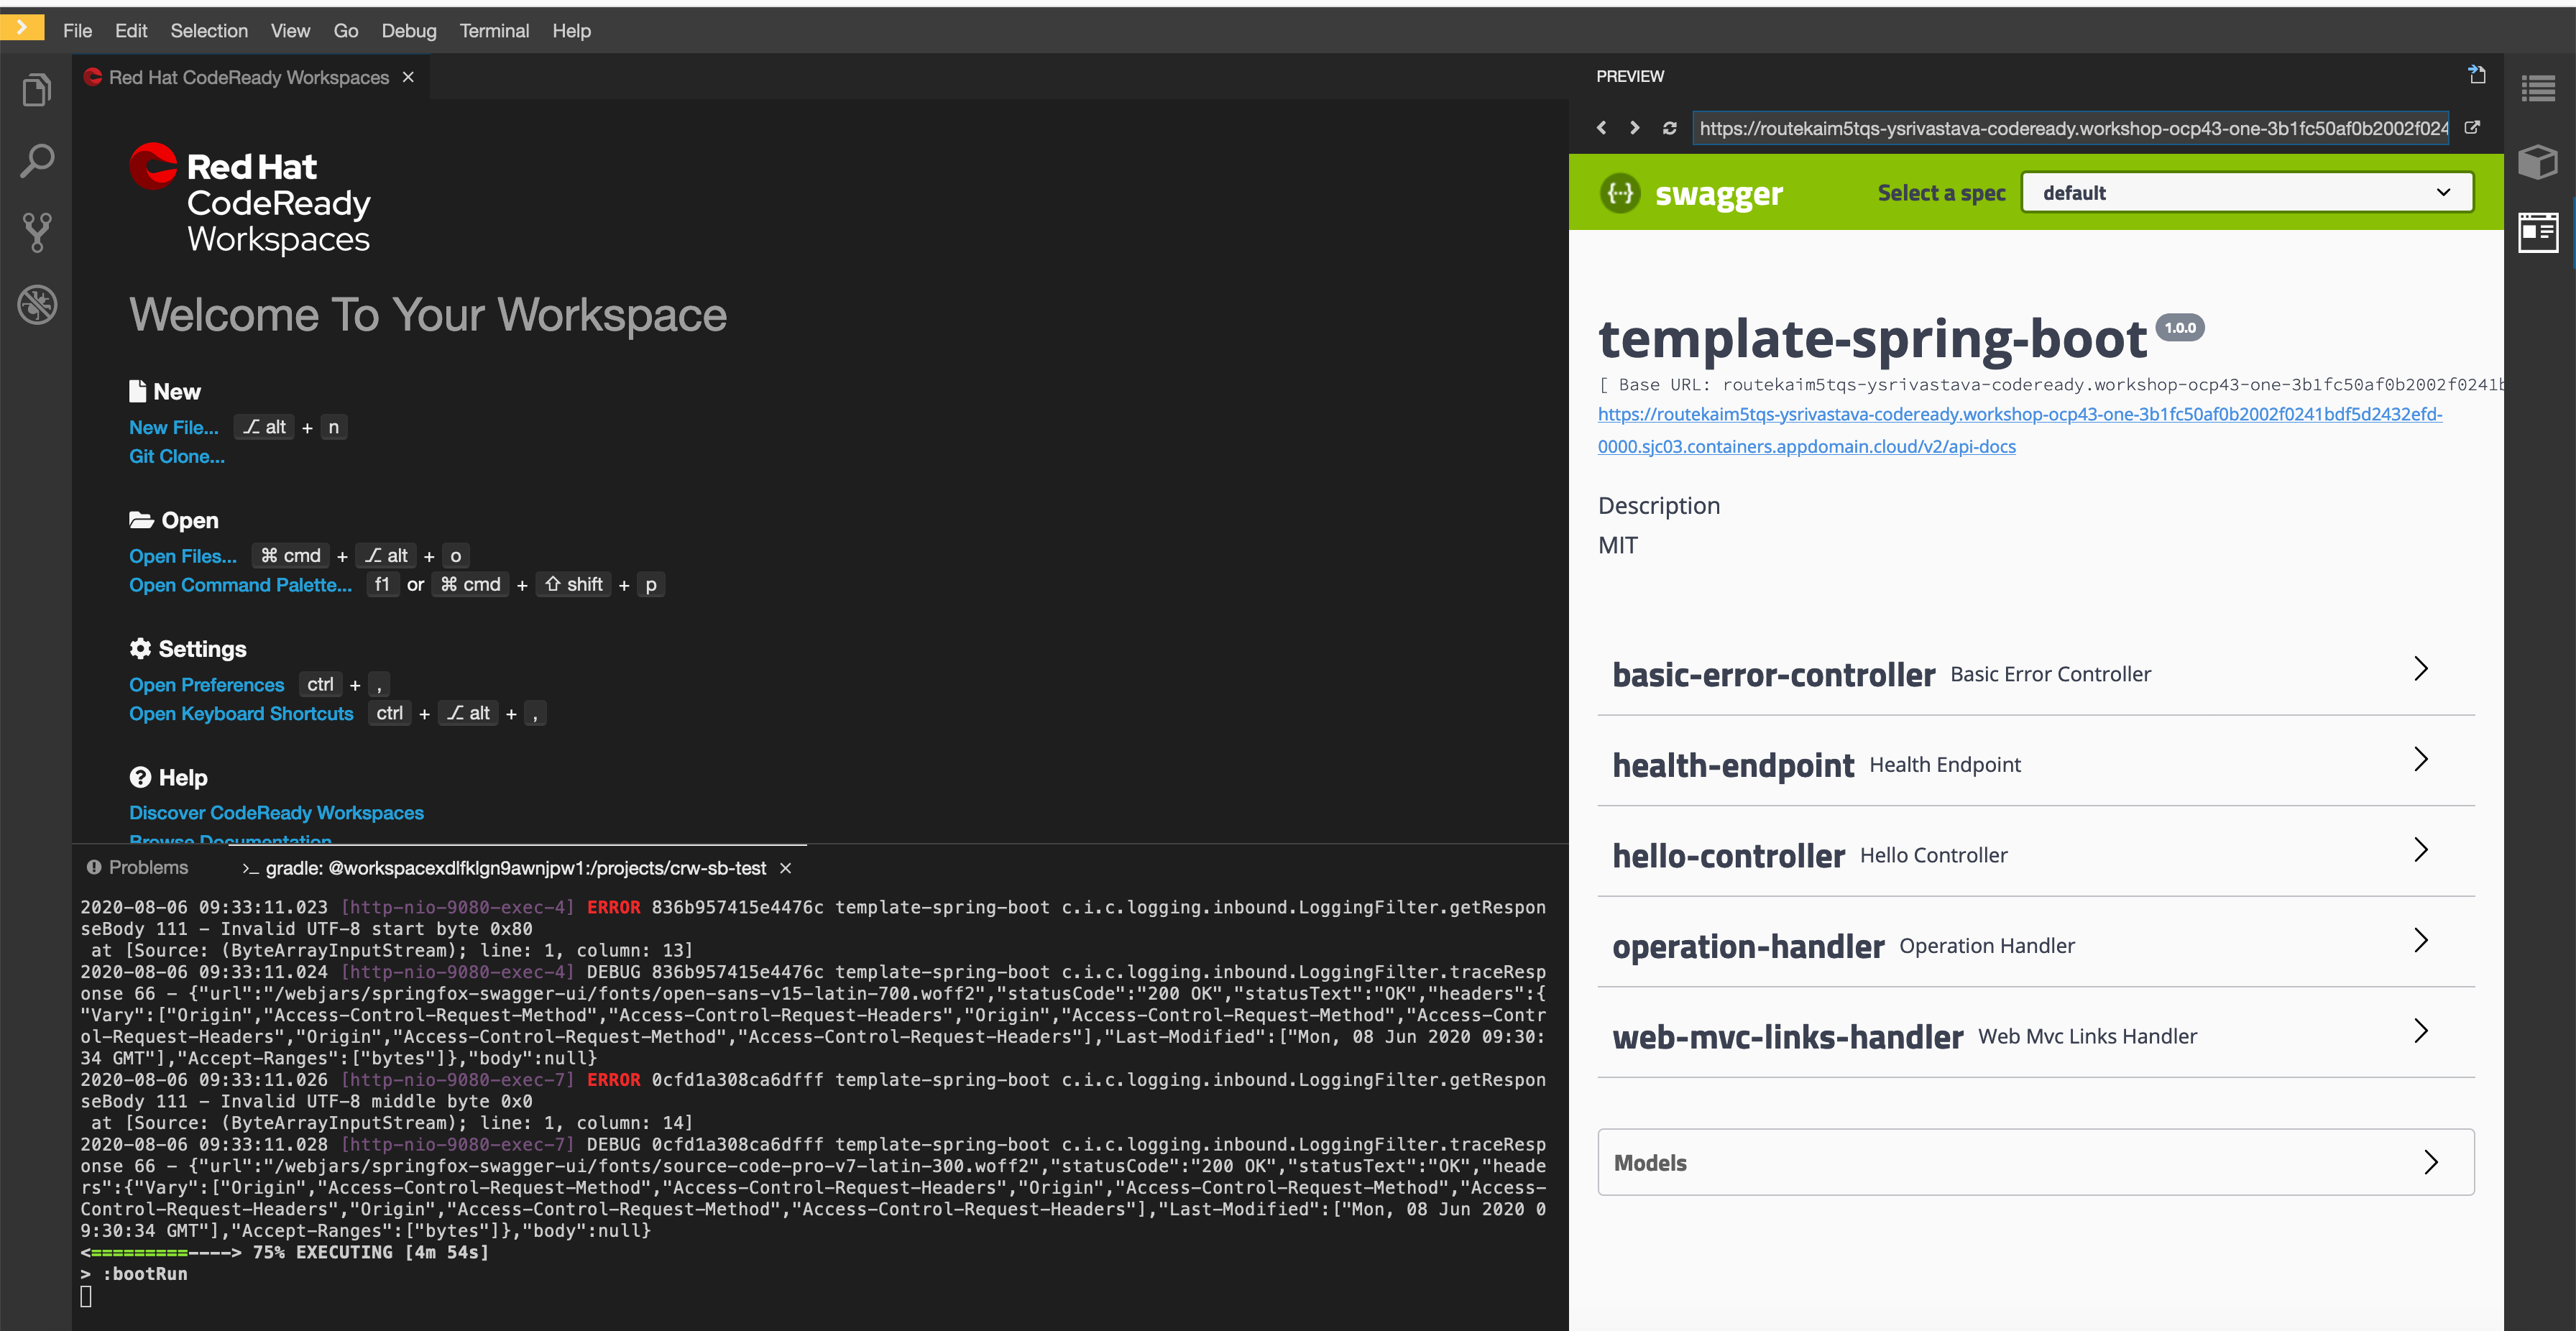 File Edit Selection View Go Debug Terminal Help
Red Hat CodeReady Workspaces ×
Red Hat
CodeReady
Workspaces
Welcome To Your Workspace
New
New File... ⌥ alt + n
Git Clone...
Open
Open Files... ⌘ cmd + ⌥ alt + o
Open Command Palette... f1 or ⌘ cmd + ⇧ shift + p
Settings
Open Preferences ctrl + ,
Open Keyboard Shortcuts ctrl + ⌥ alt + ,
Help
Discover CodeReady Workspaces
Browse Documentation
Problems >_ gradle: @workspacexdlfklgn9awnjpw1:/projects/crw-sb-test ×
2020-08-06 09:33:11.023 [http-nio-9080-exec-4] ERROR 836b957415e4476c template-spring-boot c.i.c.logging.inbound.LoggingFilter.getRespon
seBody 111 – Invalid UTF-8 start byte 0x80
at [Source: (ByteArrayInputStream); line: 1, column: 13]
2020-08-06 09:33:11.024 [http-nio-9080-exec-4] DEBUG 836b957415e4476c template-spring-boot c.i.c.logging.inbound.LoggingFilter.traceResp
onse 66 – {"url":"/webjars/springfox-swagger-ui/fonts/open-sans-v15-latin-700.woff2","statusCode":"200 OK","statusText":"OK","headers":{
"Vary":["Origin","Access-Control-Request-Method","Access-Control-Request-Headers","Origin","Access-Control-Request-Method","Access-Contr
ol-Request-Headers","Origin","Access-Control-Request-Method","Access-Control-Request-Headers"],"Last-Modified":["Mon, 08 Jun 2020 09:30:
34 GMT"],"Accept-Ranges":["bytes"]},"body":null}
2020-08-06 09:33:11.026 [http-nio-9080-exec-7] ERROR 0cfd1a308ca6dfff template-spring-boot c.i.c.logging.inbound.LoggingFilter.getRespon
seBody 111 – Invalid UTF-8 middle byte 0x0
at [Source: (ByteArrayInputStream); line: 1, column: 14]
2020-08-06 09:33:11.028 [http-nio-9080-exec-7] DEBUG 0cfd1a308ca6dfff template-spring-boot c.i.c.logging.inbound.LoggingFilter.traceResp
onse 66 – {"url":"/webjars/springfox-swagger-ui/fonts/source-code-pro-v7-latin-300.woff2","statusCode":"200 OK","statusText":"OK","heade
rs":{"Vary":["Origin","Access-Control-Request-Method","Access-Control-Request-Headers","Origin","Access-Control-Request-Method","Access-
Control-Request-Headers","Origin","Access-Control-Request-Method","Access-Control-Request-Headers"],"Last-Modified":["Mon, 08 Jun 2020 0
9:30:34 GMT"],"Accept-Ranges":["bytes"]},"body":null}
<=========----> 75% EXECUTING [4m 54s]
> :bootRun
PREVIEW
https://routekaim5tqs-ysrivastava-codeready.workshop-ocp43-one-3b1fc50af0b2002f024
{···} swagger Select a spec default
template-spring-boot 1.0.0
[ Base URL: routekaim5tqs-ysrivastava-codeready.workshop-ocp43-one-3b1fc50af0b2002f0241b
https://routekaim5tqs-ysrivastava-codeready.workshop-ocp43-one-3b1fc50af0b2002f0241bdf5d2432efd-
0000.sjc03.containers.appdomain.cloud/v2/api-docs
Description
MIT
basic-error-controller Basic Error Controller
health-endpoint Health Endpoint
hello-controller Hello Controller
operation-handler Operation Handler
web-mvc-links-handler Web Mvc Links Handler
Models